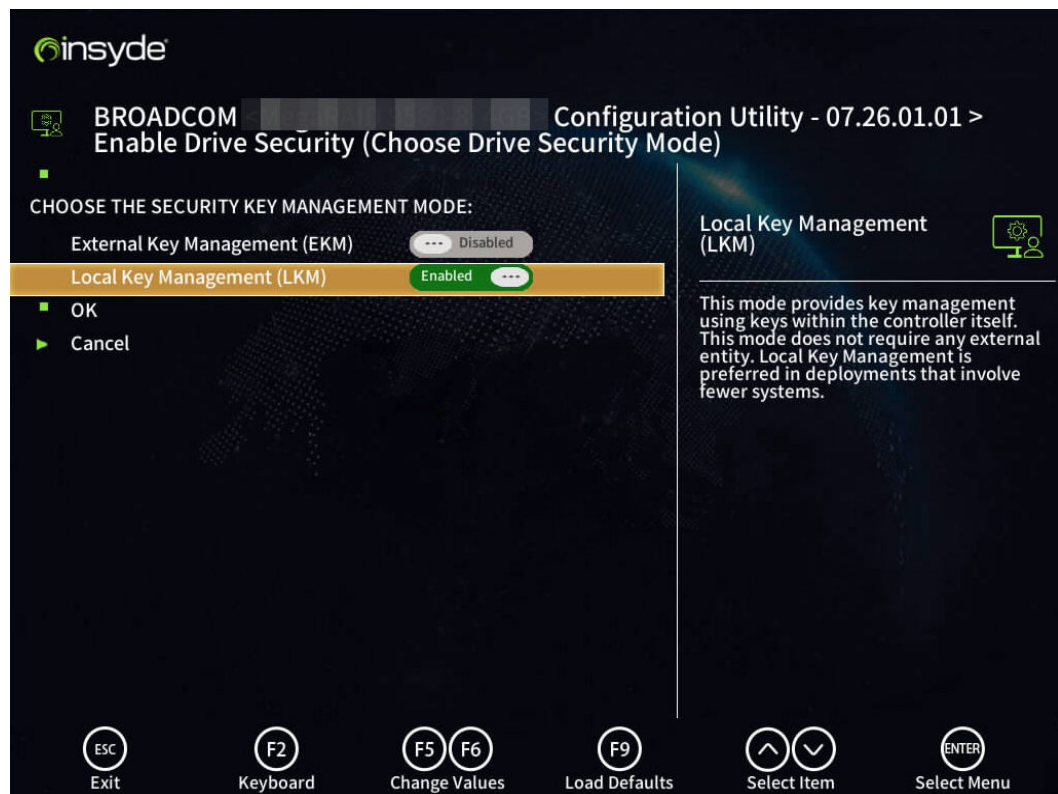 insyde
BROADCOM Configuration Utility - 07.26.01.01 >
Enable Drive Security (Choose Drive Security Mode)
CHOOSE THE SECURITY KEY MANAGEMENT MODE:
External Key Management (EKM) Disabled
Local Key Management (LKM) Enabled
OK
Cancel
Local Key Management
(LKM)
This mode provides key management
using keys within the controller itself.
This mode does not require any external
entity. Local Key Management is
preferred in deployments that involve
fewer systems.
ESC F2 F5 F6 F9 ENTER
Exit Keyboard Change Values Load Defaults Select Item Select Menu